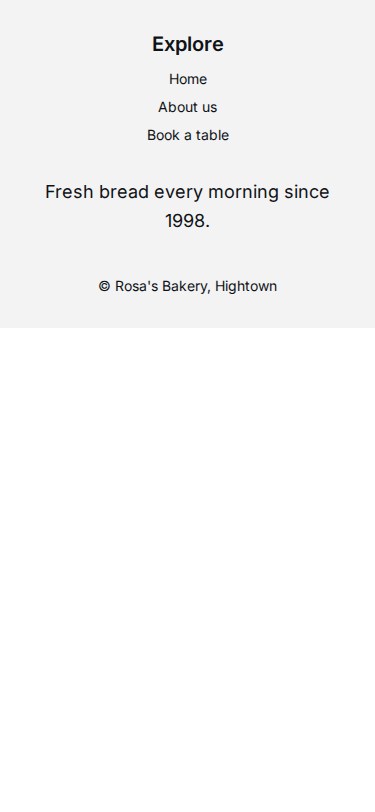 Explore
Home
About us
Book a table
Fresh bread every morning since
1998.
© Rosa's Bakery, Hightown